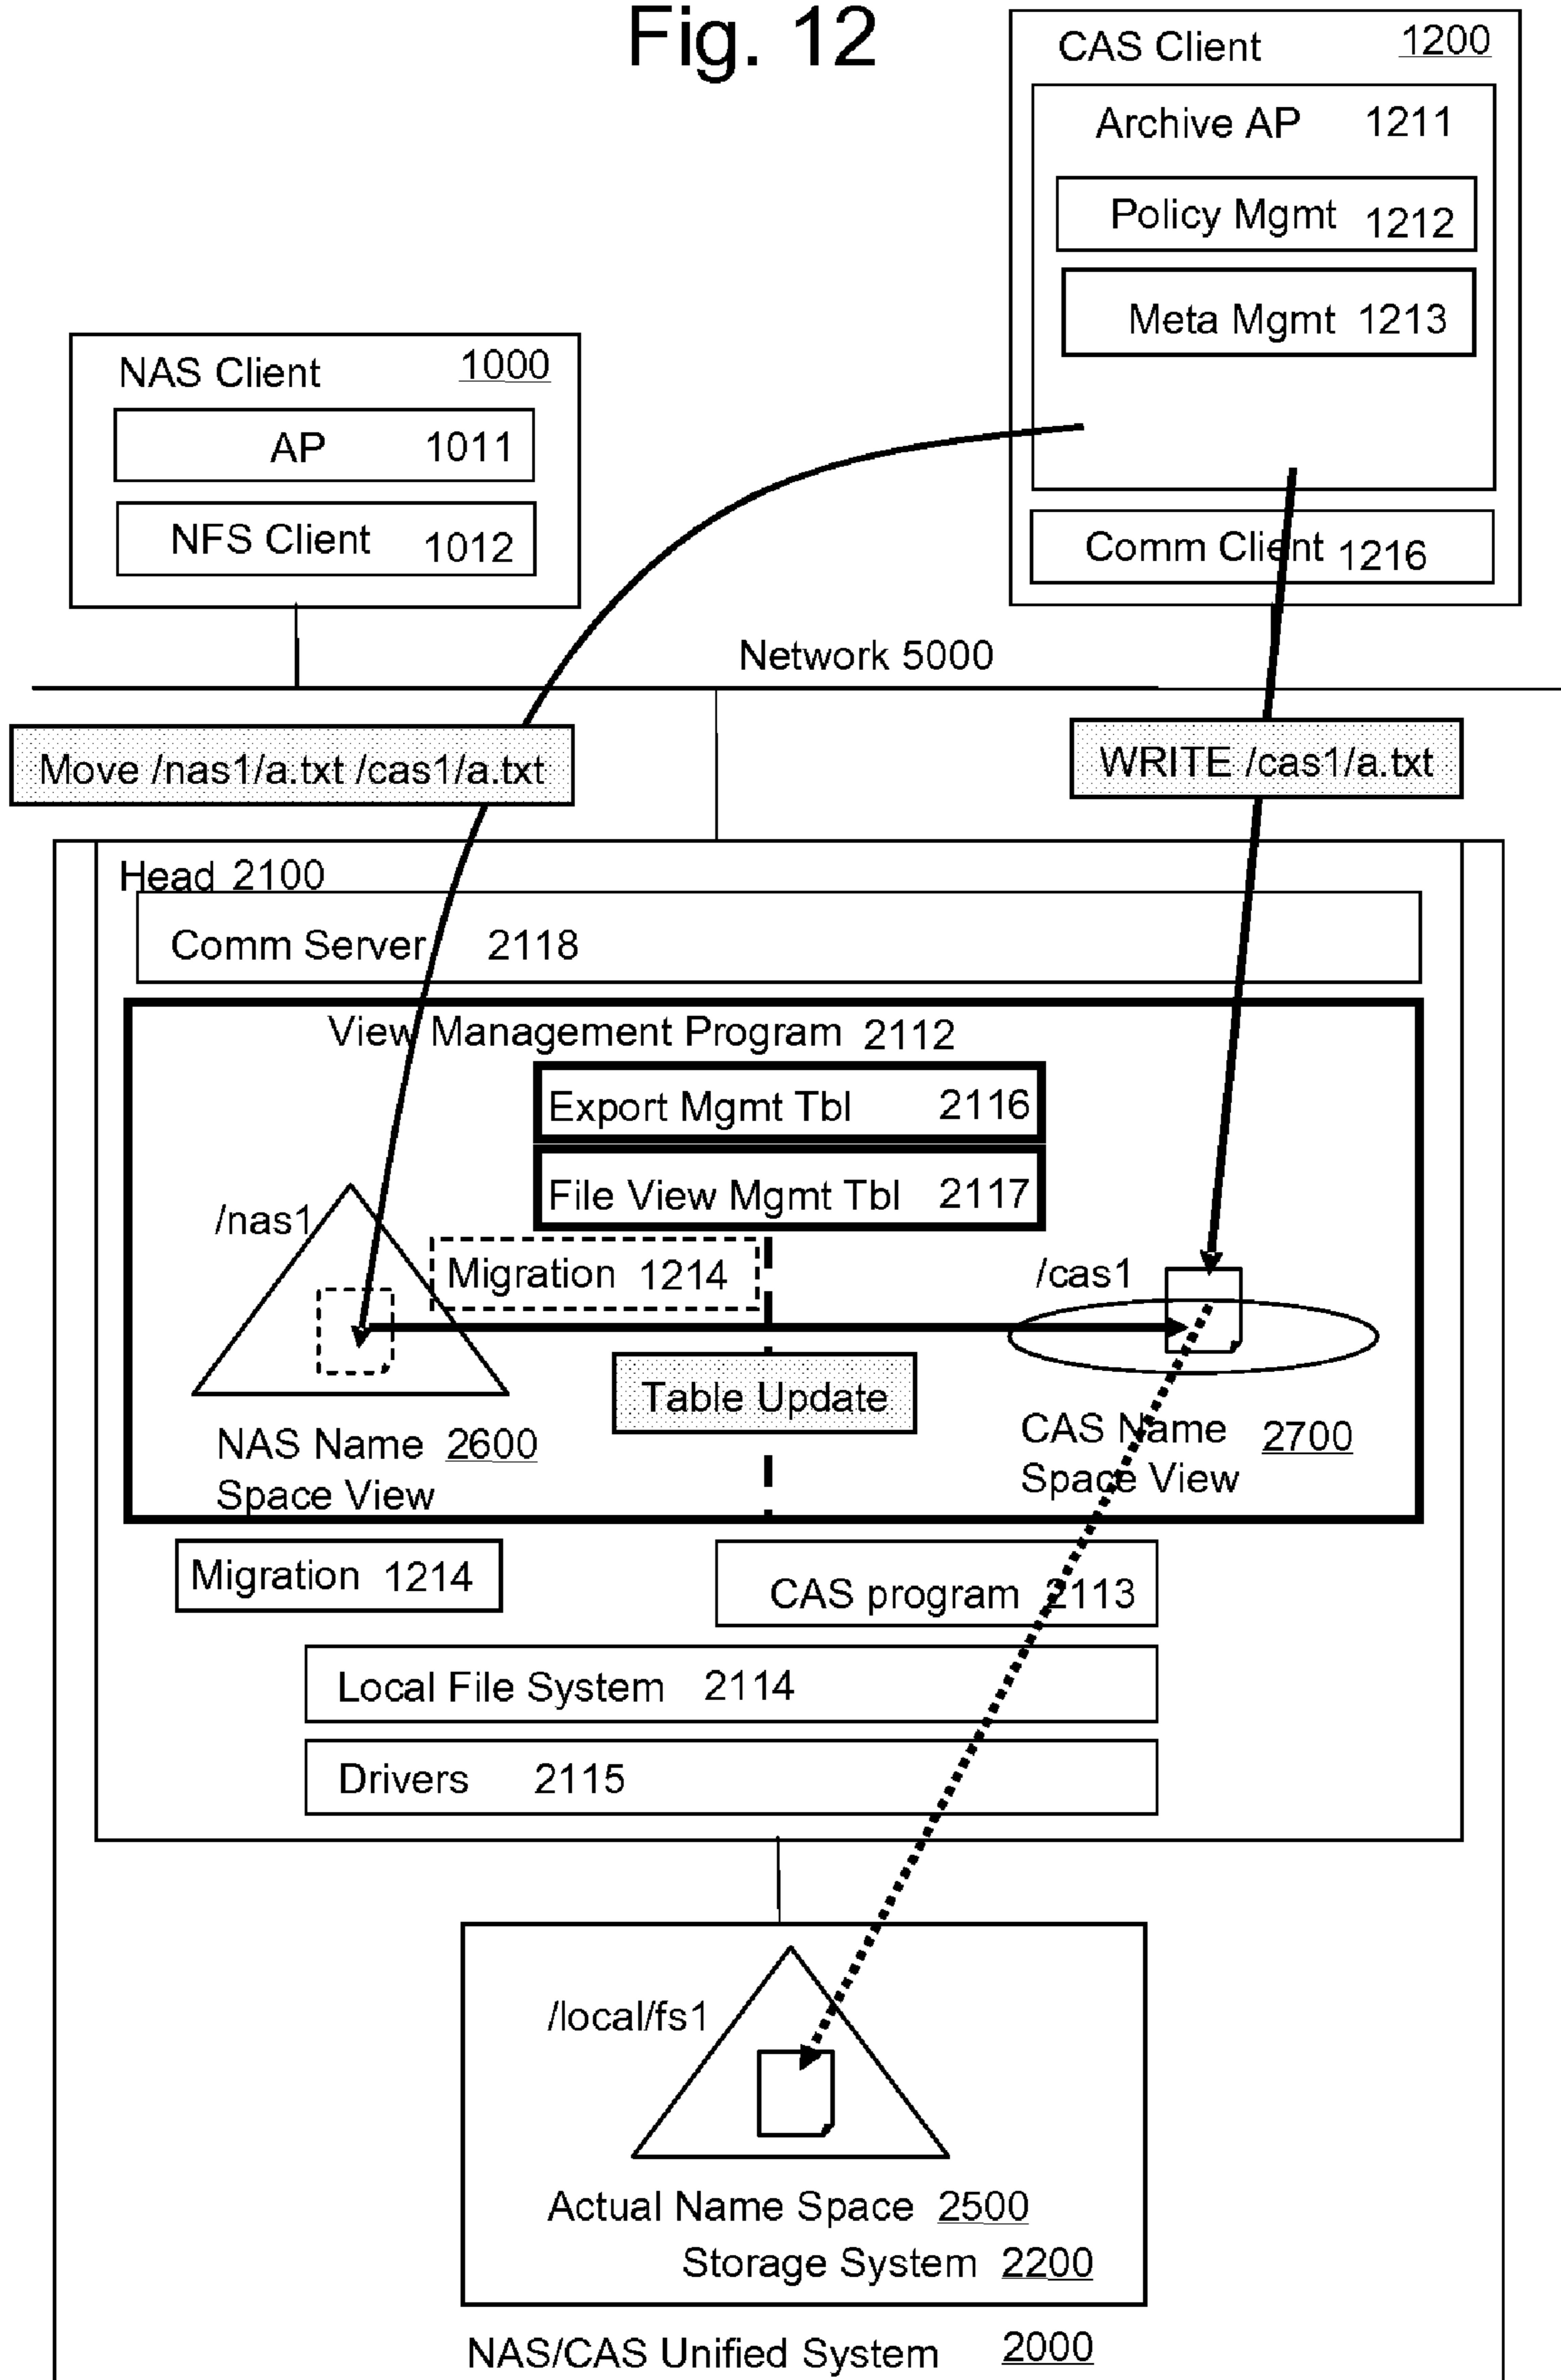 Fig. 12
CAS Client 1200
Archive AP 1211
Policy Mgmt 1212
Meta Mgmt 1213
NAS Client 1000
AP 1011
NFS Client 1012
Comm Client 1216
Network 5000
Move /nas1/a.txt /cas1/a.txt
WRITE /cas1/a.txt
Head 2100
Comm Server 2118
View Management Program 2112
Export Mgmt Tbl 2116
File View Mgmt Tbl 2117
/nas1
Migration 1214
/cas1
Table Update
NAS Name 2600
Space View
CAS Name 2700
Space View
Migration 1214
CAS program 2113
Local File System 2114
Drivers 2115
/local/fs1
Actual Name Space 2500
Storage System 2200
NAS/CAS Unified System 2000